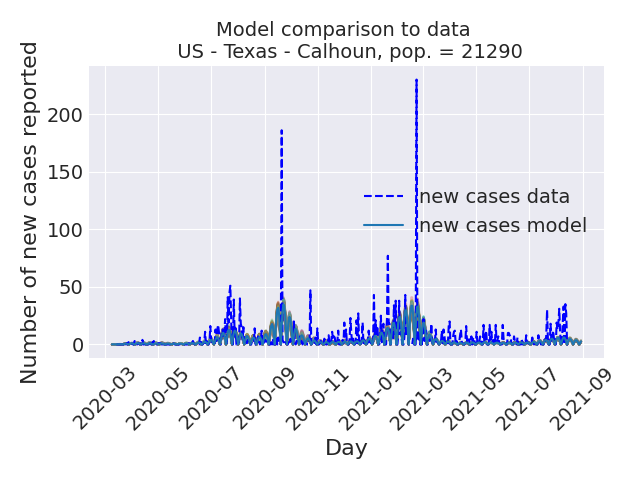 Model comparison to data
US - Texas - Calhoun, pop. = 21290
Number of new cases reported
200
150
100
50
0
new cases data
new cases model
2020-03
2020-05
2020-07
2020-09
2020-11
2021-01
2021-03
2021-05
2021-07
2021-09
Day